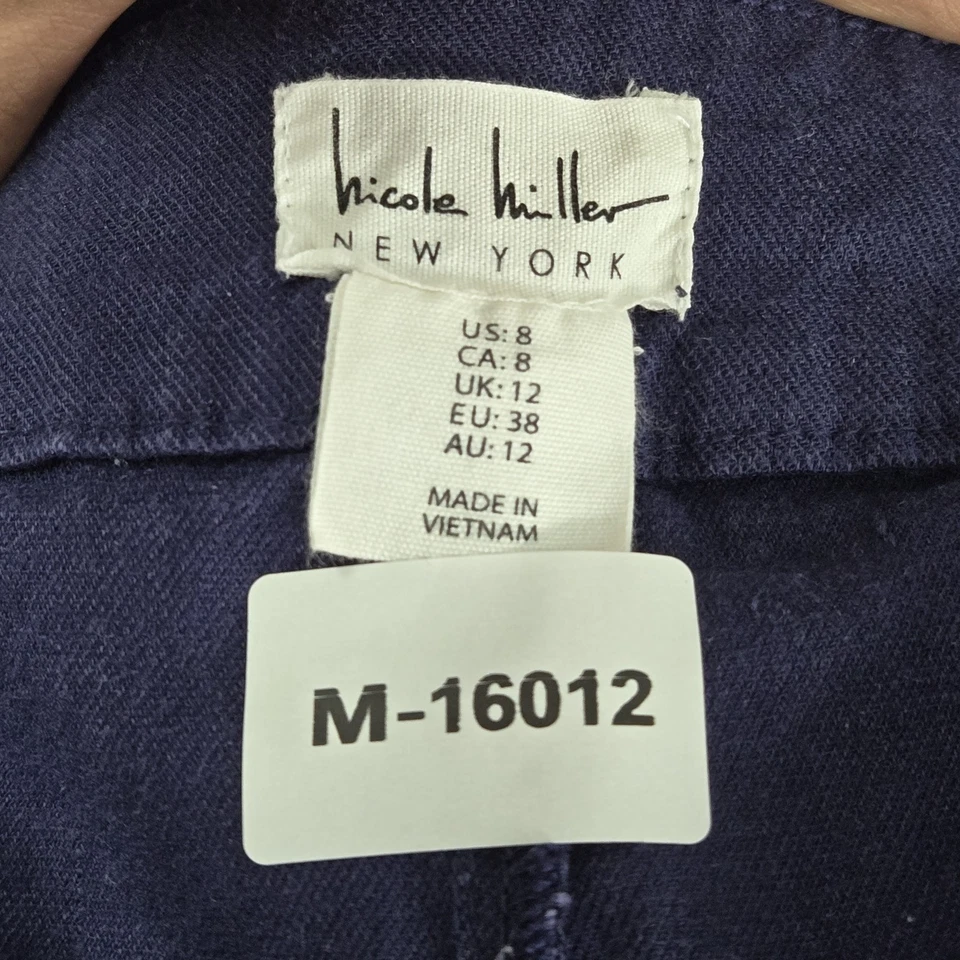 Nicole Miller
NEW YORK
US: 8
CA: 8
UK: 12
EU: 38
AU: 12
MADE IN
VIETNAM
M-16012